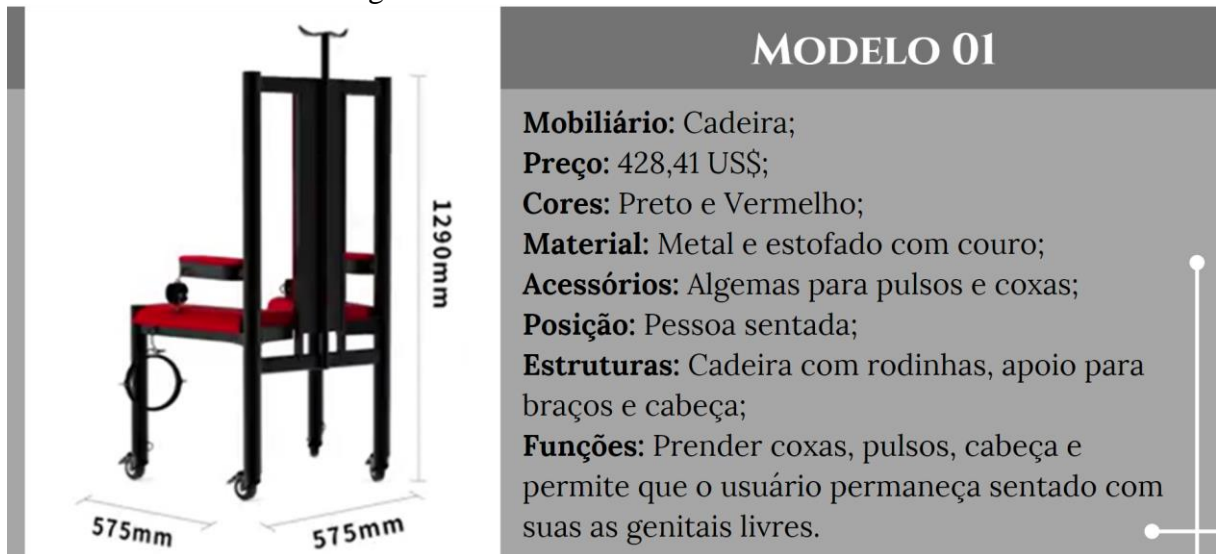 MODELO 01
Mobiliário: Cadeira;
Preço: 428,41 US$;
Cores: Preto e Vermelho;
Material: Metal e estofado com couro;
Acessórios: Algemas para pulsos e coxas;
Posição: Pessoa sentada;
Estruturas: Cadeira com rodinhas, apoio para
braços e cabeça;
Funções: Prender coxas, pulsos, cabeça e
permite que o usuário permaneça sentado com
suas as genitais livres.
1290mm
575mm
575mm